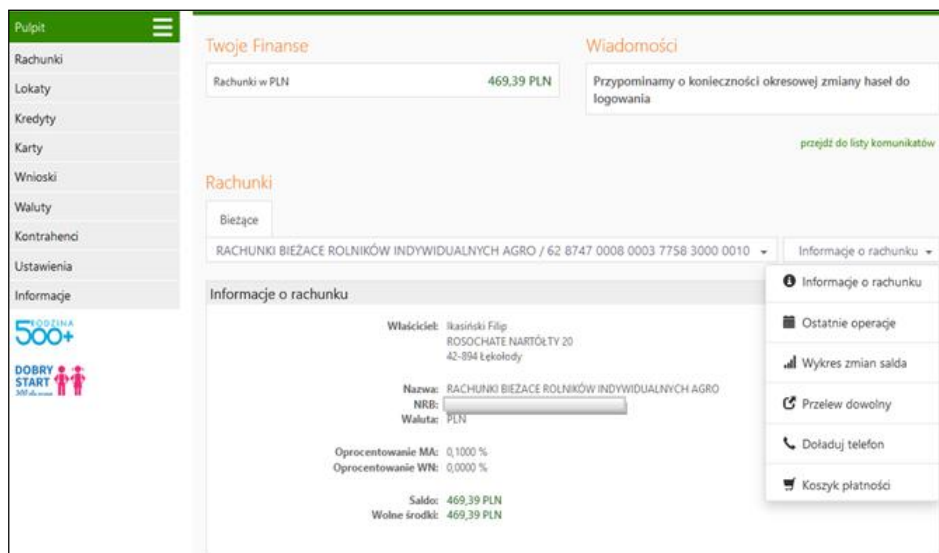 Pulpit
Rachunki
Lokaty
Kredyty
Karty
Wnioski
Waluty
Kontrahenci
Ustawienia
Informacje
RODZINA
500+
DOBRY
START
300 dla ucznia
Twoje Finanse
Rachunki w PLN 469,39 PLN
Wiadomości
Przypominamy o konieczności okresowej zmiany haseł do
logowania
przejdź do listy komunikatów
Rachunki
Bieżące
RACHUNKI BIEŻACE ROLNIKÓW INDYWIDUALNYCH AGRO / 62 8747 0008 0003 7758 3000 0010
Informacje o rachunku
Informacje o rachunku
Ostatnie operacje
Wykres zmian salda
Przelew dowolny
Doładuj telefon
Koszyk płatności
Informacje o rachunku
Właściciel: Ikasiński Filip
ROSOCHATE NARTÓŁTY 20
42-894 Łękołody
Nazwa: RACHUNKI BIEŻACE ROLNIKÓW INDYWIDUALNYCH AGRO
NRB:
Waluta: PLN
Oprocentowanie MA: 0,1000 %
Oprocentowanie WN: 0,0000 %
Saldo: 469,39 PLN
Wolne środki: 469,39 PLN